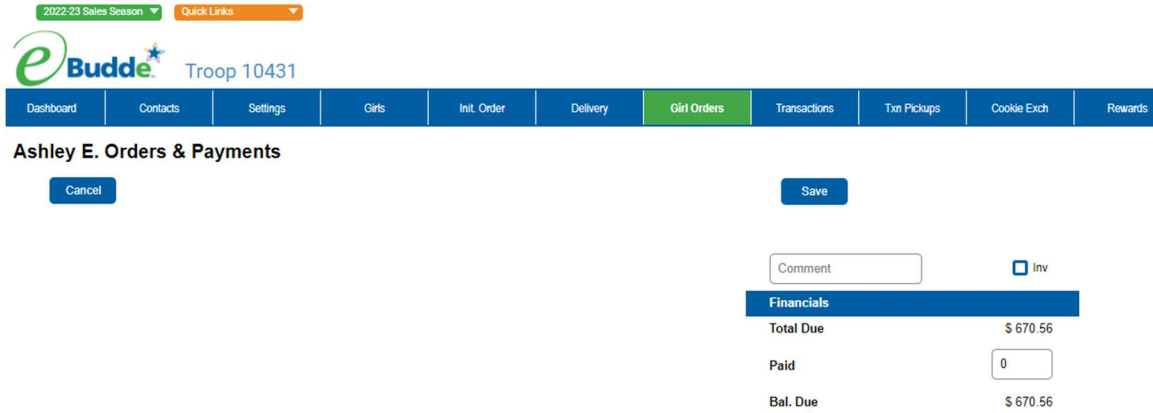 2022-23 Sales Season Quick Links
eBudde Troop 10431
Dashboard Contacts Settings Girls Init. Order Delivery Girl Orders Transactions Txn Pickups Cookie Exch Rewards
Ashley E. Orders & Payments
Cancel Save
Comment Inv
Financials
Total Due $ 670.56
Paid 0
Bal. Due $ 670.56